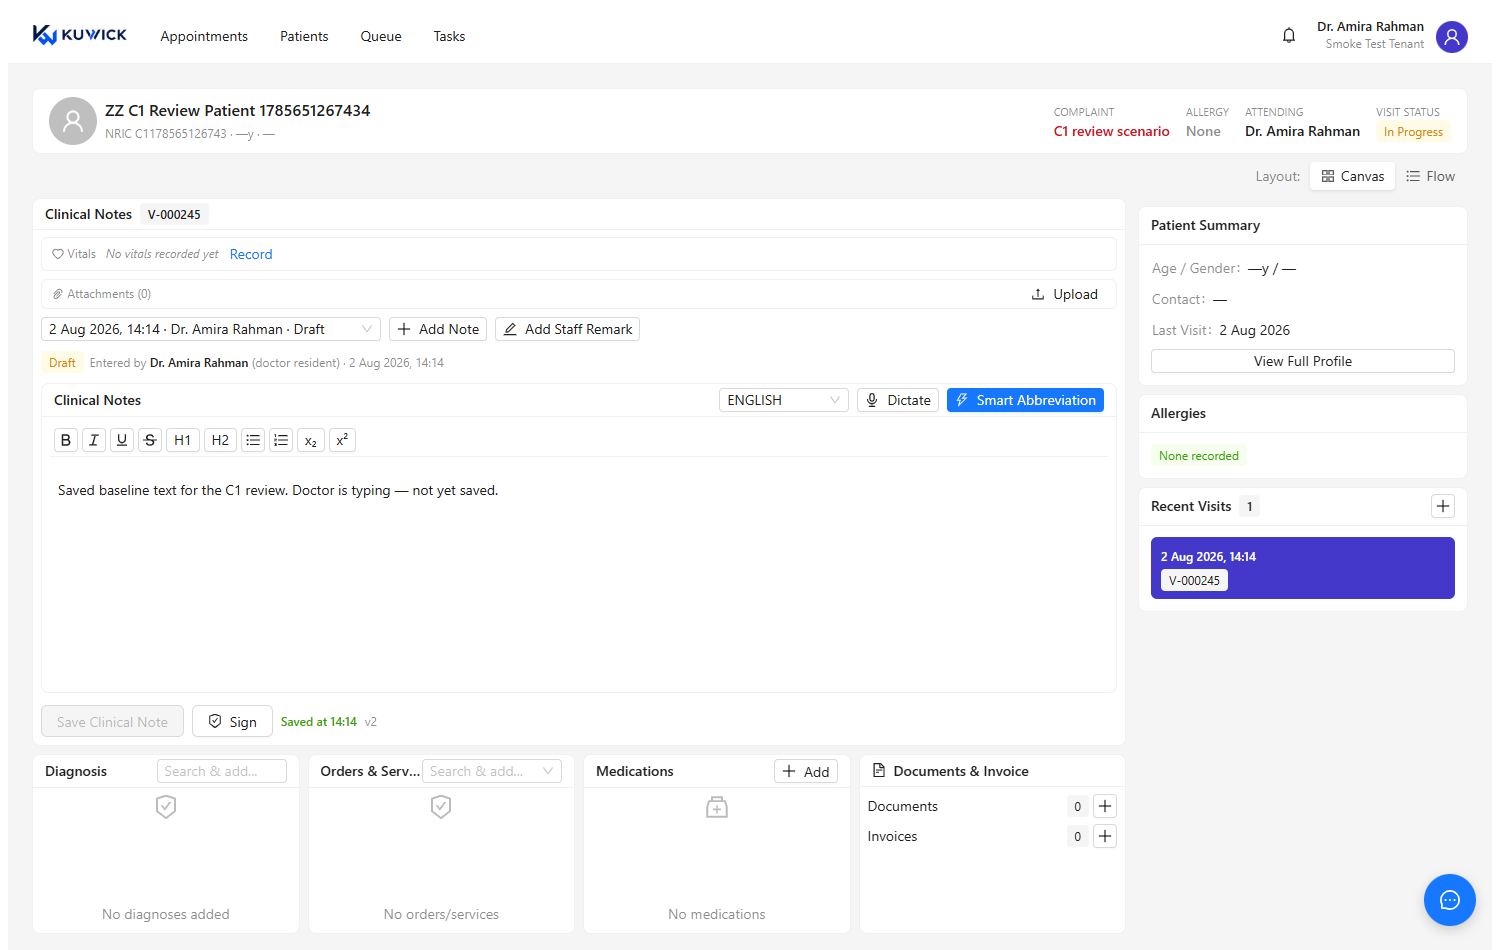 KUWICK
Appointments Patients Queue Tasks
Dr. Amira Rahman
Smoke Test Tenant
ZZ C1 Review Patient 1785651267434
NRIC C1178565126743 · —y · —
COMPLAINT ALLERGY ATTENDING VISIT STATUS
C1 review scenario None Dr. Amira Rahman In Progress
Layout: Canvas Flow
Clinical Notes V-000245
Vitals No vitals recorded yet Record
Attachments (0) Upload
2 Aug 2026, 14:14 · Dr. Amira Rahman · Draft Add Note Add Staff Remark
Draft Entered by Dr. Amira Rahman (doctor resident) · 2 Aug 2026, 14:14
Clinical Notes ENGLISH Dictate Smart Abbreviation
B I U S H1 H2 x₂ x²
Saved baseline text for the C1 review. Doctor is typing — not yet saved.
Save Clinical Note Sign Saved at 14:14 v2
Diagnosis Search & add...
No diagnoses added
Orders & Serv... Search & add...
No orders/services
Medications Add
No medications
Documents & Invoice
Documents 0
Invoices 0
Patient Summary
Age / Gender: —y / —
Contact: —
Last Visit: 2 Aug 2026
View Full Profile
Allergies
None recorded
Recent Visits 1
2 Aug 2026, 14:14
V-000245